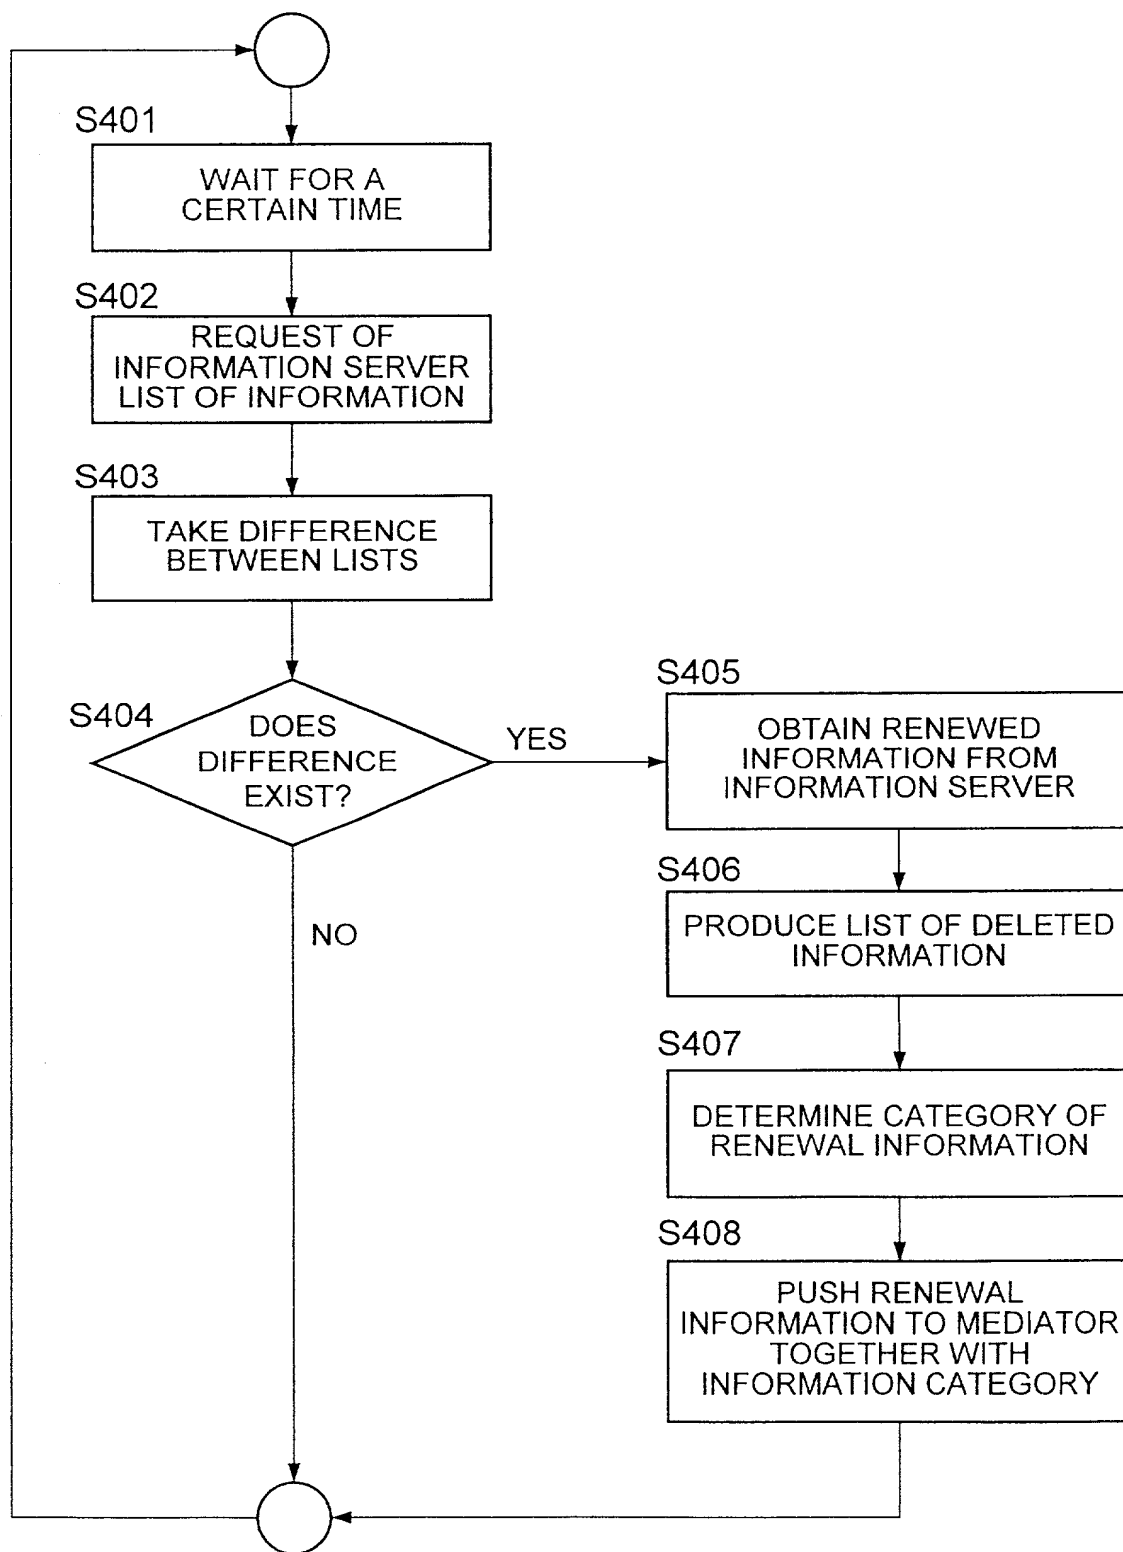 S401
WAIT FOR A
CERTAIN TIME
S402
REQUEST OF
INFORMATION SERVER
LIST OF INFORMATION
S403
TAKE DIFFERENCE
BETWEEN LISTS
S404
DOES
DIFFERENCE
EXIST?
YES
NO
S405
OBTAIN RENEWED
INFORMATION FROM
INFORMATION SERVER
S406
PRODUCE LIST OF DELETED
INFORMATION
S407
DETERMINE CATEGORY OF
RENEWAL INFORMATION
S408
PUSH RENEWAL
INFORMATION TO MEDIATOR
TOGETHER WITH
INFORMATION CATEGORY